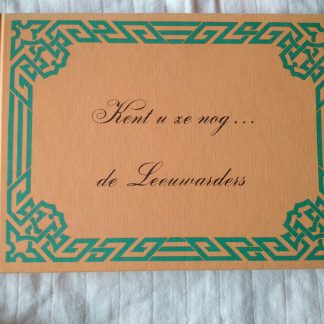 Kent u ze nog...
de Leeuwarders